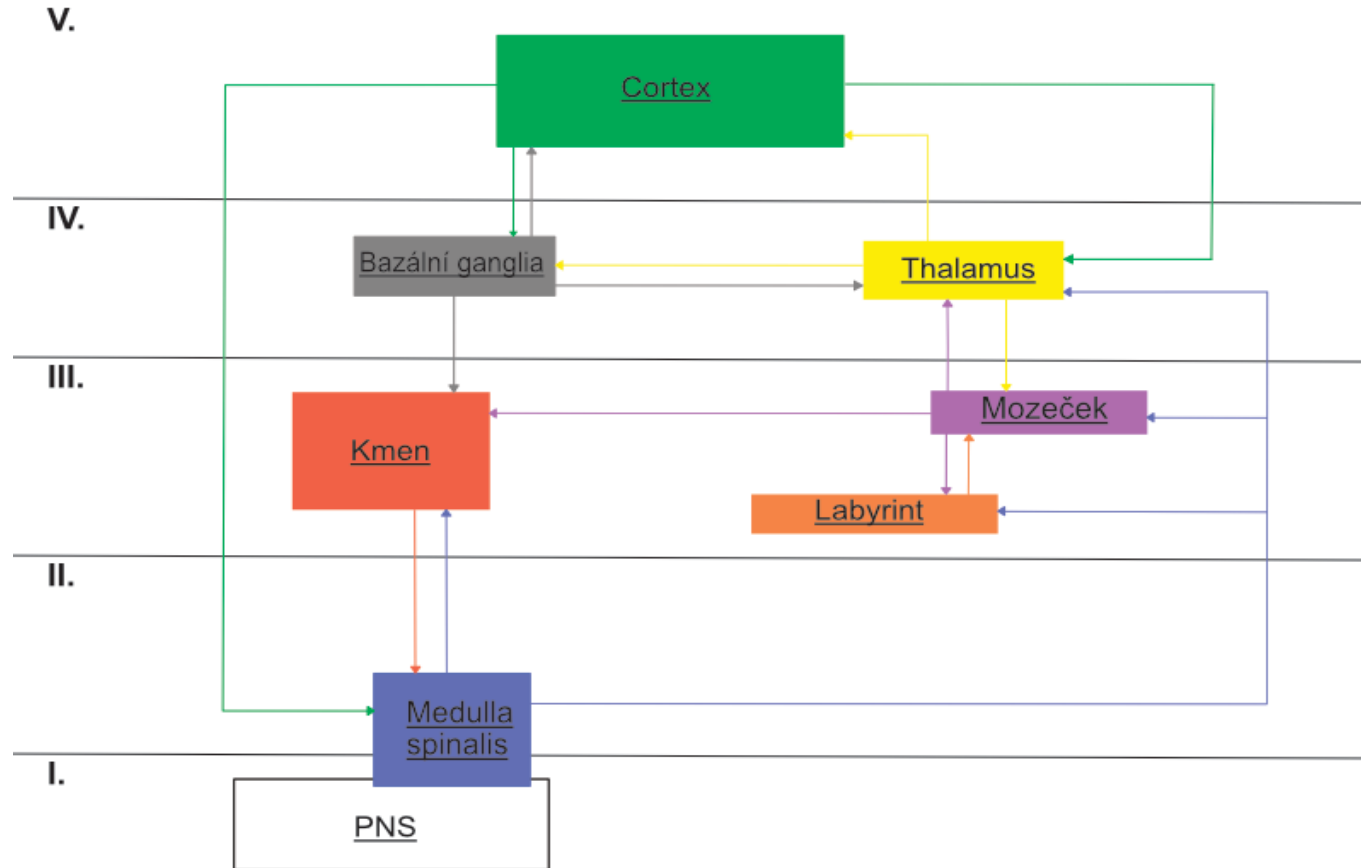 V.
Cortex
IV.
Bazální ganglia
Thalamus
III.
Mozeček
Kmen
Labyrint
II.
Medulla
spinalis
I.
PNS